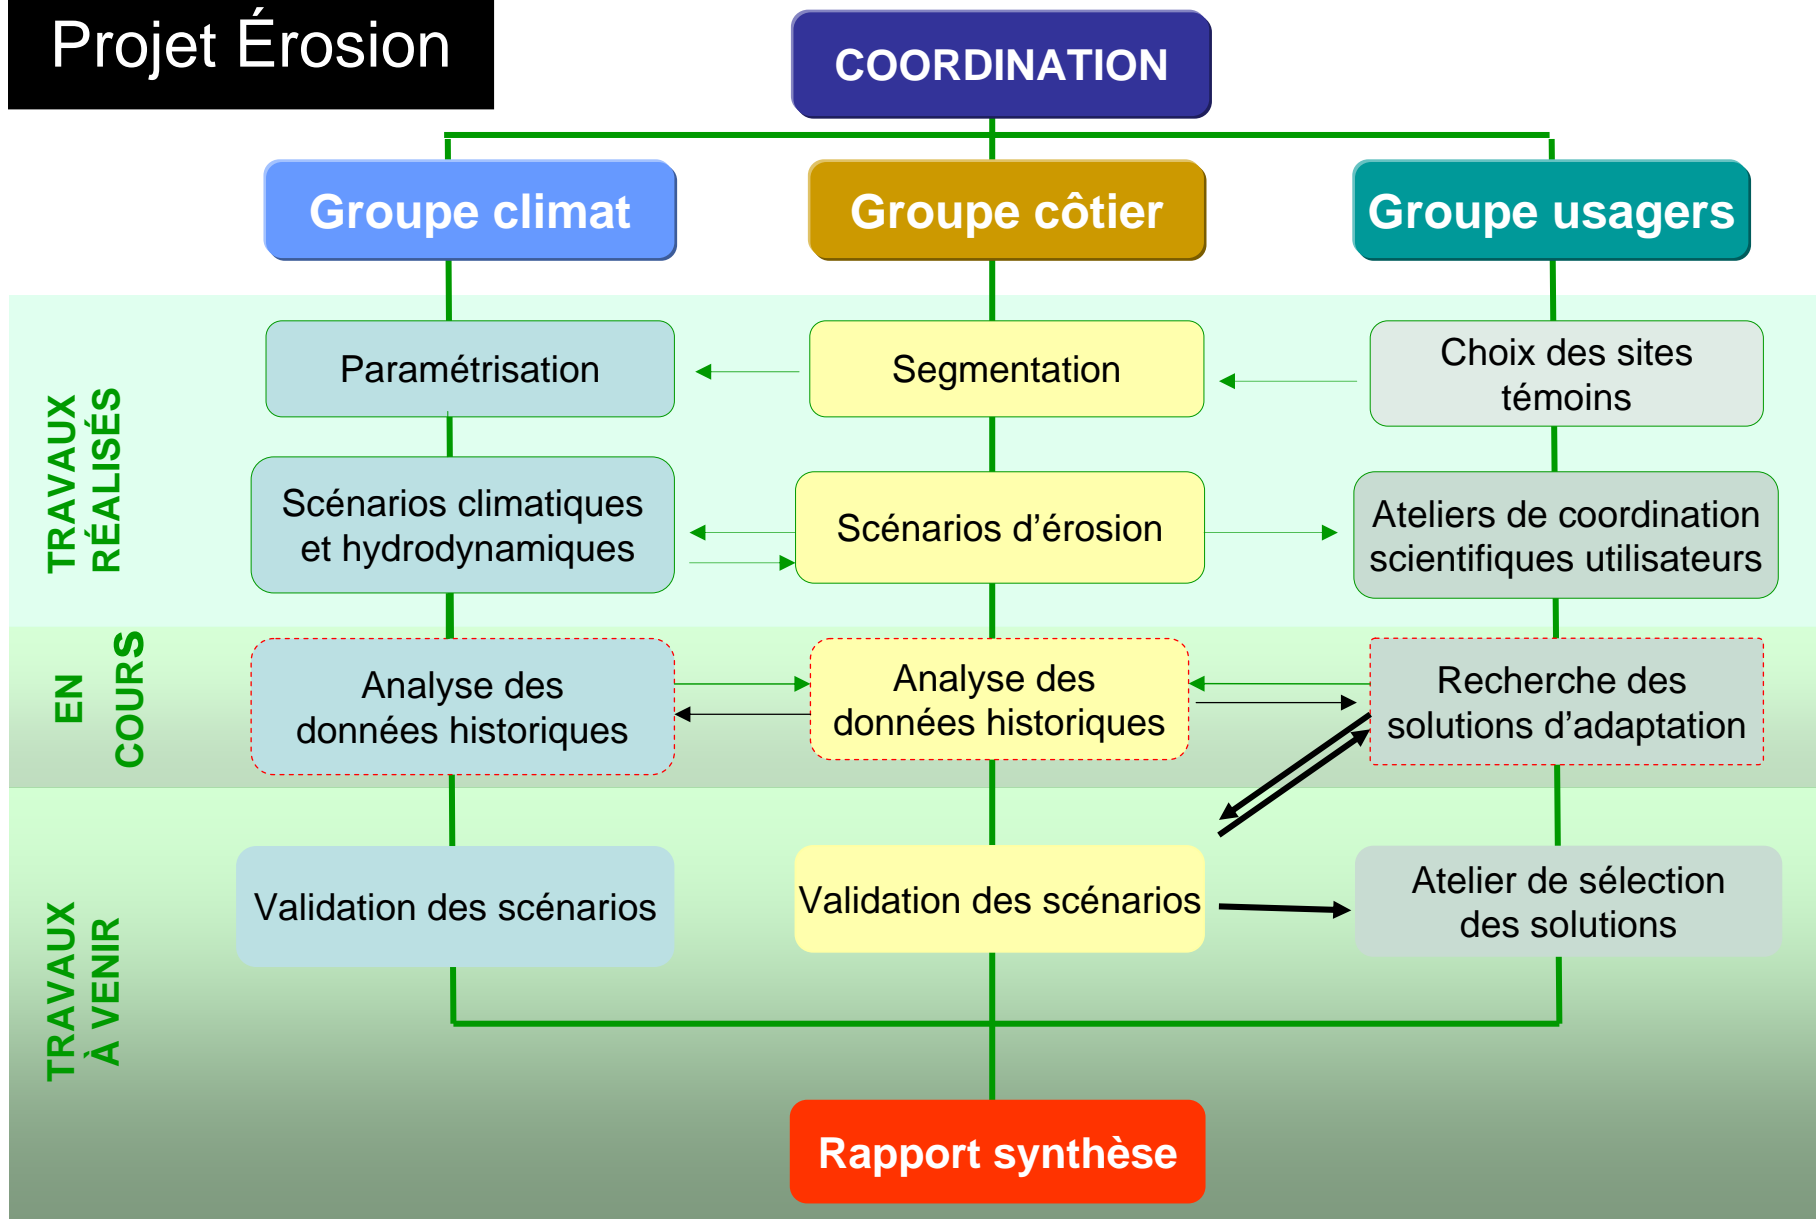 Projet Érosion
COORDINATION
Groupe climat
Groupe côtier
Groupe usagers
TRAVAUX
RÉALISÉS
Paramétrisation
Segmentation
Choix des sites
témoins
Scénarios climatiques
et hydrodynamiques
Scénarios d’érosion
Ateliers de coordination
scientifiques utilisateurs
EN
COURS
Analyse des
données historiques
Analyse des
données historiques
Recherche des
solutions d’adaptation
TRAVAUX
À VENIR
Validation des scénarios
Validation des scénarios
Atelier de sélection
des solutions
Rapport synthèse